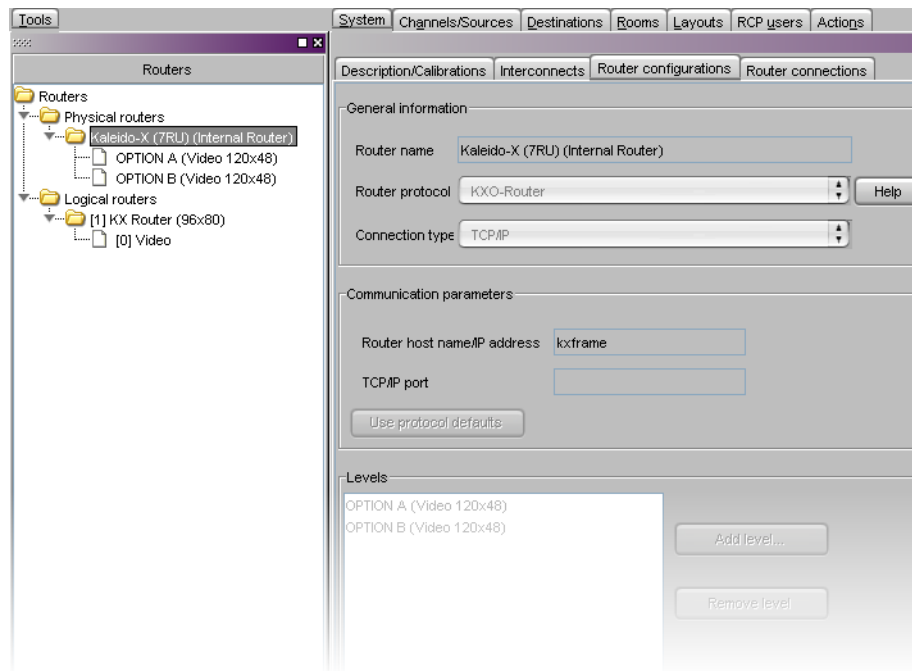 Tools
System Channels/Sources Destinations Rooms Layouts RCP users Actions
Routers
Description/Calibrations Interconnects Router configurations Router connections
Routers
Physical routers
Kaleido-X (7RU) (Internal Router)
OPTION A (Video 120x48)
OPTION B (Video 120x48)
Logical routers
[1] KX Router (96x80)
[0] Video
General information
Router name Kaleido-X (7RU) (Internal Router)
Router protocol KXO-Router Help
Connection type TCP/IP
Communication parameters
Router host name/IP address kxframe
TCP/IP port
Use protocol defaults
Levels
OPTION A (Video 120x48)
OPTION B (Video 120x48)
Add level...
Remove level